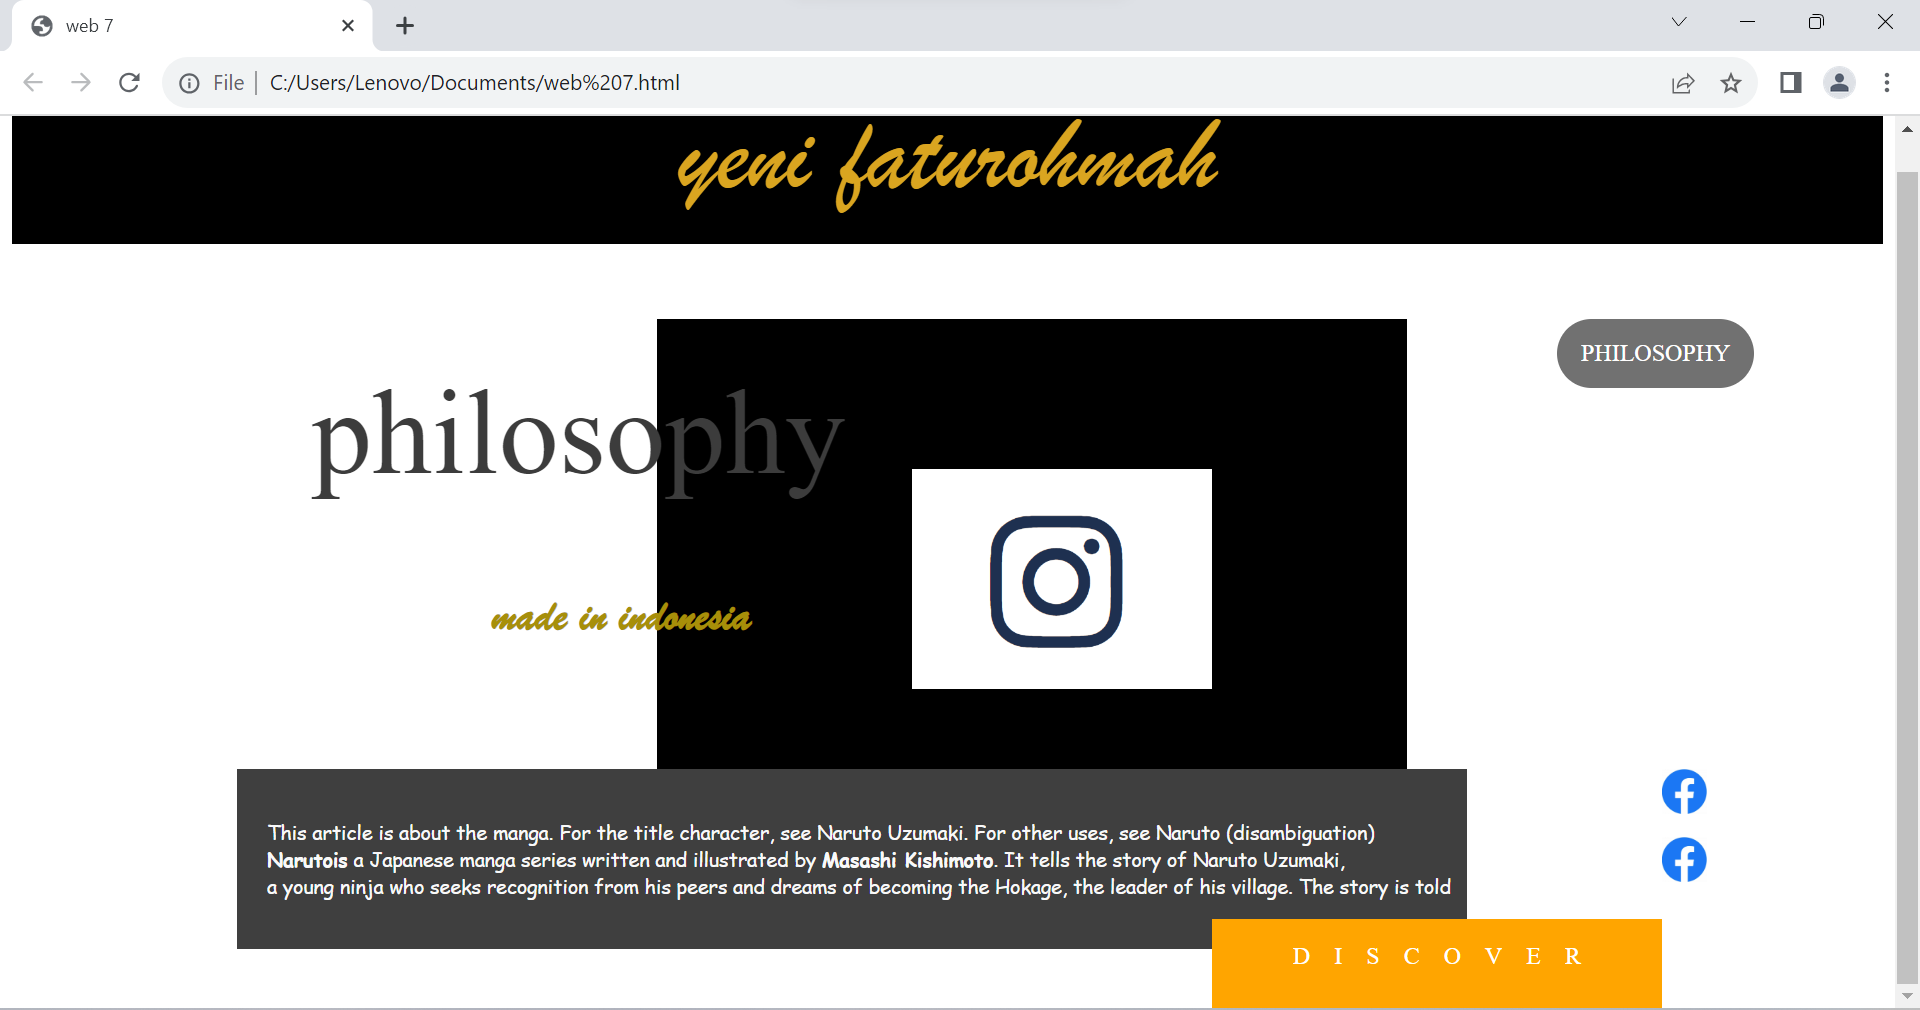 web 7
File
C:/Users/Lenovo/Documents/web%207.html
yeni faturohmah
PHILOSOPHY
philosophy
made in indonesia
This article is about the manga. For the title character, see Naruto Uzumaki. For other uses, see Naruto (disambiguation)
Narutois a Japanese manga series written and illustrated by Masashi Kishimoto. It tells the story of Naruto Uzumaki,
a young ninja who seeks recognition from his peers and dreams of becoming the Hokage, the leader of his village. The story is told
D I S C O V E R